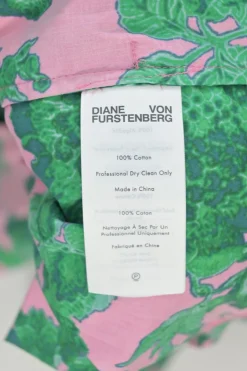 DIANE VON
FURSTENBERG
100% Cotton
Professional Dry Clean Only
Made in China
100% Coton
Nettoyage À Sec Par Un
Professionnel Uniquement
Fabriqué en Chine